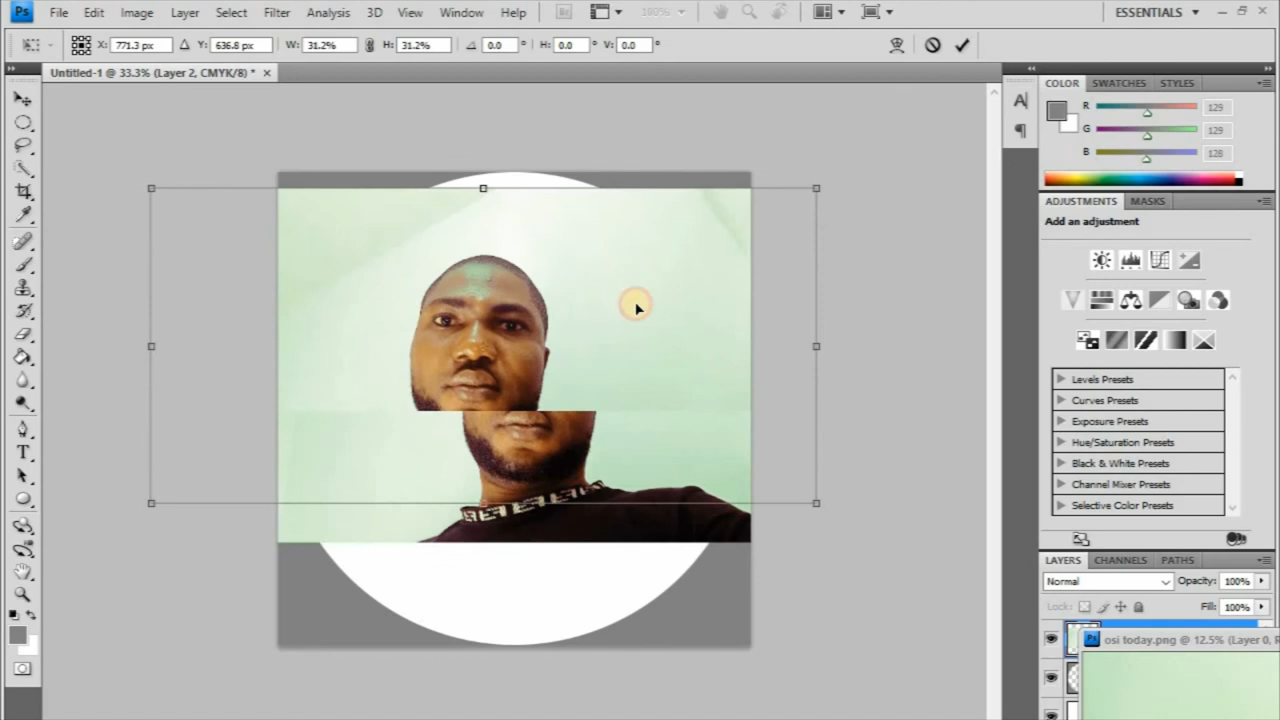 Ps File Edit Image Layer Select Filter Analysis 3D View Window Help Br 100% ESSENTIALS
X: 771.3 px Y: 636.8 px W: 31.2% H: 31.2% 0.0 ° H: 0.0 ° V: 0.0 °
Untitled-1 @ 33.3% (Layer 2, CMYK/8) * ×
COLOR SWATCHES STYLES
R 129
G 129
B 128
ADJUSTMENTS MASKS
Add an adjustment
Levels Presets
Curves Presets
Exposure Presets
Hue/Saturation Presets
Black & White Presets
Channel Mixer Presets
Selective Color Presets
LAYERS CHANNELS PATHS
Normal Opacity: 100%
Lock: Fill: 100%
Ps osi today.png @ 12.5% (Layer 0, R